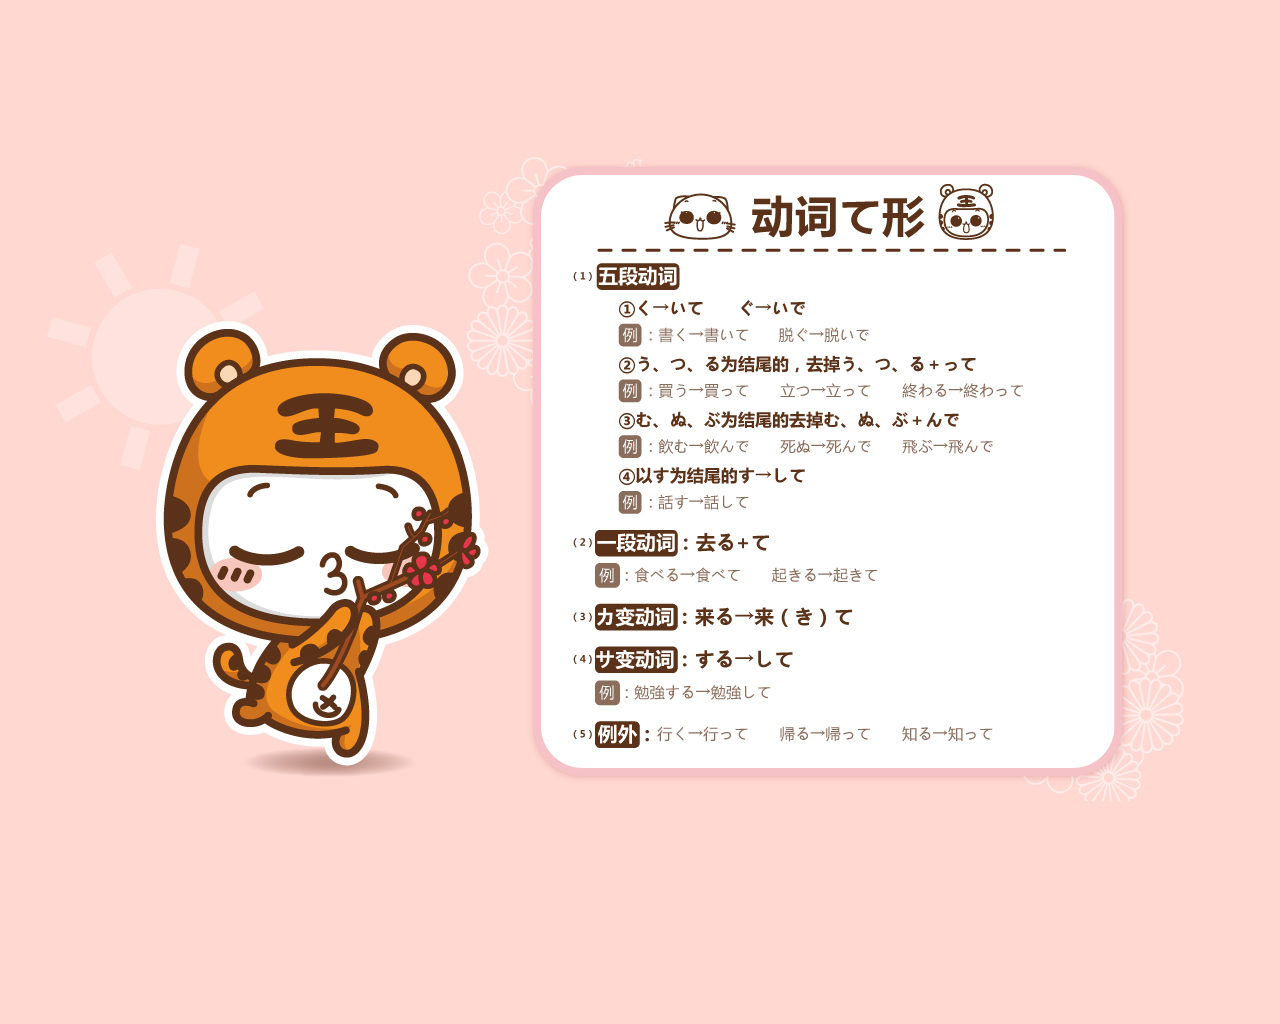 动词て形
（1）五段动词
①く→いて　　ぐ→いで
例：書く→書いて　　脱ぐ→脱いで
②う、つ、る为结尾的，去掉う、つ、る＋って
例：買う→買って　　立つ→立って　　終わる→終わって
③む、ぬ、ぶ为结尾的去掉む、ぬ、ぶ＋んで
例：飲む→飲んで　　死ぬ→死んで　　飛ぶ→飛んで
④以す为结尾的す→して
例：話す→話して
（2）一段动词：去る+て
例：食べる→食べて　　起きる→起きて
（3）カ变动词：来る→来（き）て
（4）サ变动词：する→して
例：勉強する→勉強して
（5）例外：行く→行って　　帰る→帰って　　知る→知って